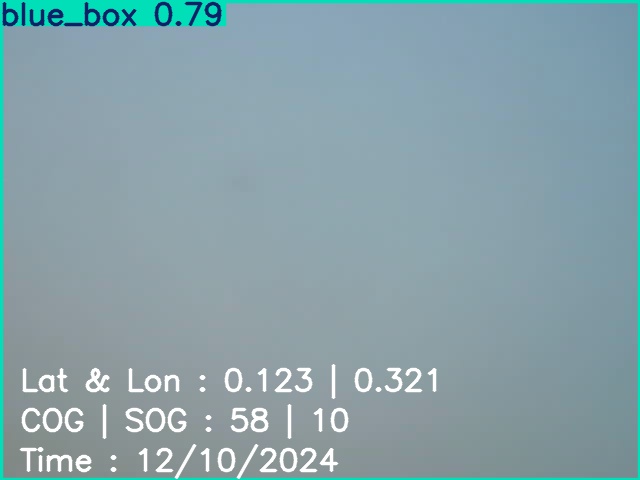 blue_box 0.79
Lat & Lon : 0.123 | 0.321
COG | SOG : 58 | 10
Time : 12/10/2024